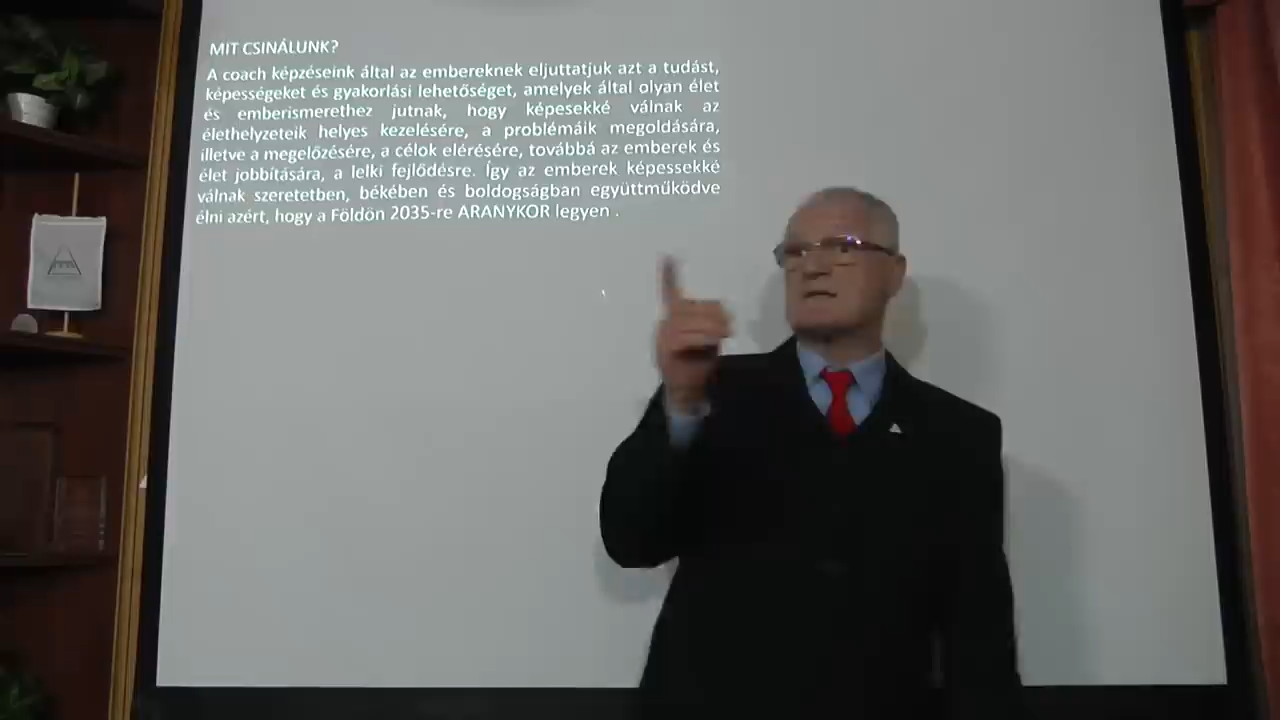 MIT CSINÁLUNK?
A coach képzéseink által az embereknek eljuttatjuk azt a tudást,
képességeket és gyakorlási lehetőséget, amelyek által olyan élet
és emberismerethez jutnak, hogy képesekké válnak az
élethelyzeteik helyes kezelésére, a problémáik megoldására,
illetve a megelőzésére, a célok elérésére, továbbá az emberek és
élet jobbítására, a lelki fejlődésre. Így az emberek képessekké
válnak szeretetben, békében és boldogságban együttműködve
élni azért, hogy a Földön 2035-re ARANYKOR legyen .